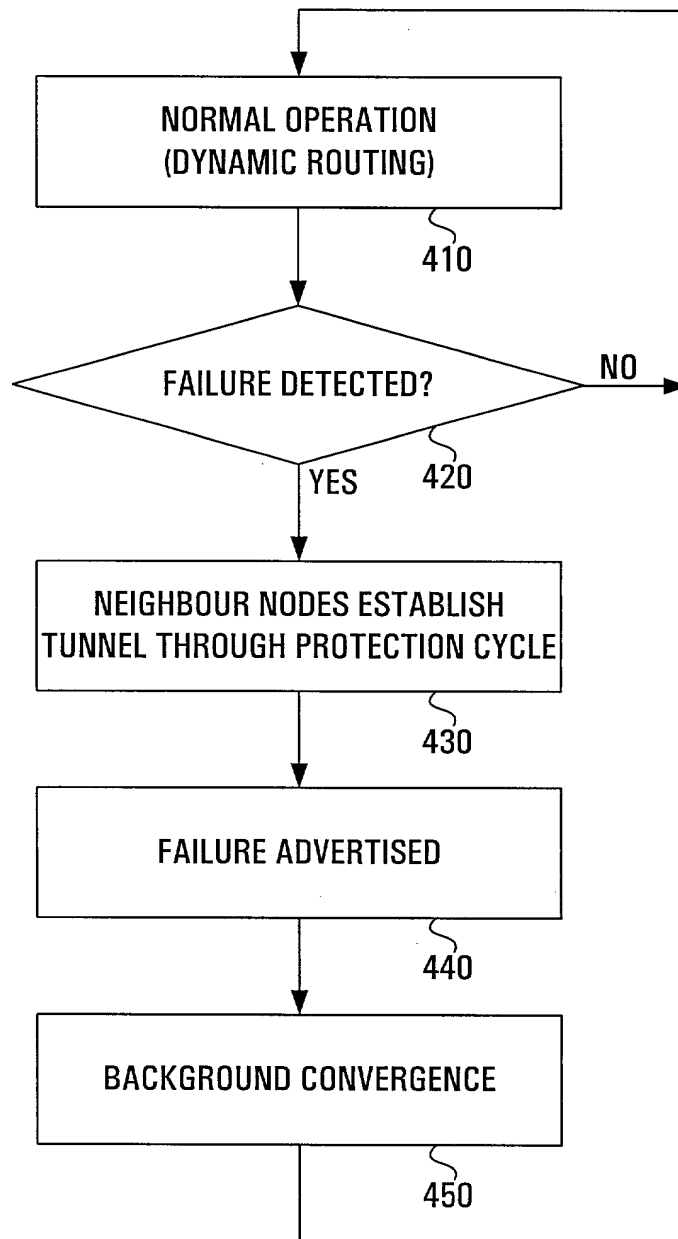 NORMAL OPERATION
(DYNAMIC ROUTING)
410
FAILURE DETECTED?
NO
420
YES
NEIGHBOUR NODES ESTABLISH
TUNNEL THROUGH PROTECTION CYCLE
430
FAILURE ADVERTISED
440
BACKGROUND CONVERGENCE
450